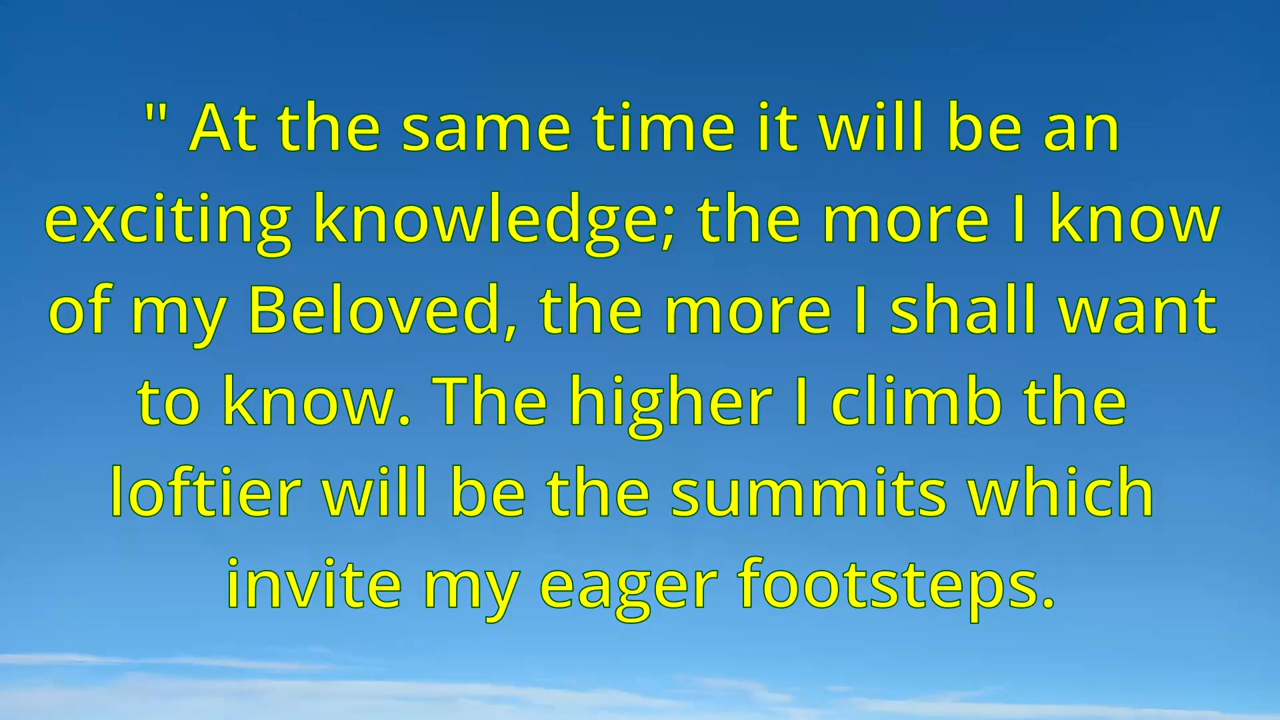 " At the same time it will be an
exciting knowledge; the more I know
of my Beloved, the more I shall want
to know. The higher I climb the
loftier will be the summits which
invite my eager footsteps.